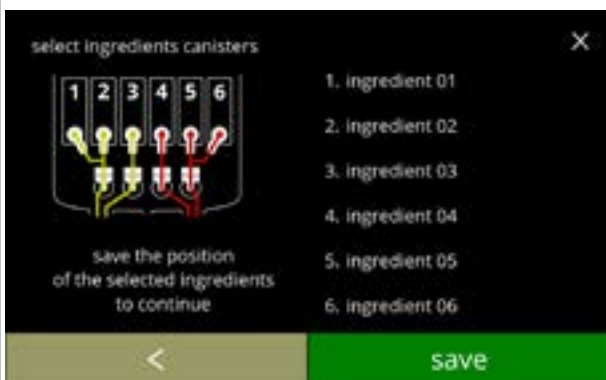 select ingredients canisters
×
1 2 3 4 5 6
save the position
of the selected ingredients
to continue
1. ingredient 01
2. ingredient 02
3. ingredient 03
4. ingredient 04
5. ingredient 05
6. ingredient 06
<
save